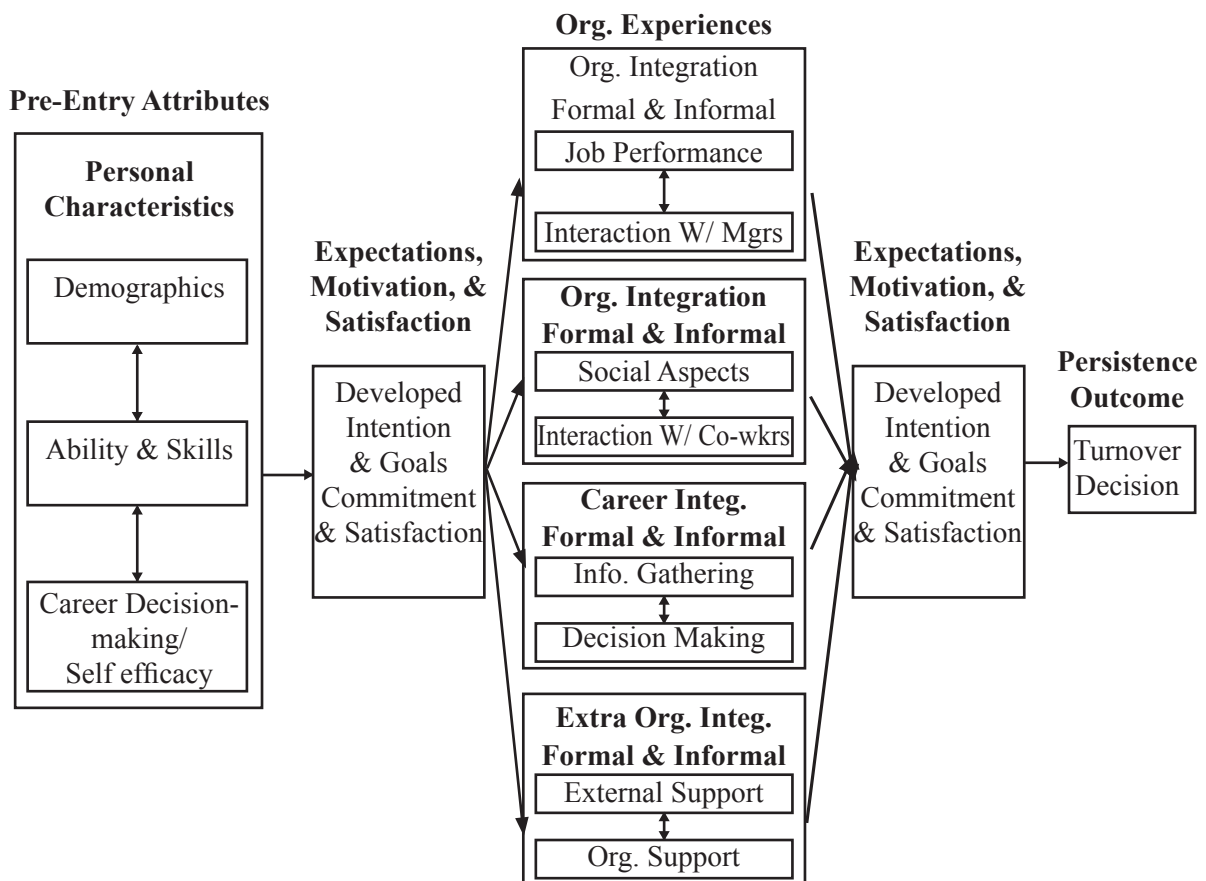 Pre-Entry Attributes
Personal
Characteristics
Demographics
Ability & Skills
Career Decision-
making/
Self efficacy
Expectations,
Motivation, &
Satisfaction
Developed
Intention
& Goals
Commitment
& Satisfaction
Org. Experiences
Org. Integration
Formal & Informal
Job Performance
Interaction W/ Mgrs
Org. Integration
Formal & Informal
Social Aspects
Interaction W/ Co-wkrs
Career Integ.
Formal & Informal
Info. Gathering
Decision Making
Extra Org. Integ.
Formal & Informal
External Support
Org. Support
Expectations,
Motivation, &
Satisfaction
Developed
Intention
& Goals
Commitment
& Satisfaction
Persistence
Outcome
Turnover
Decision